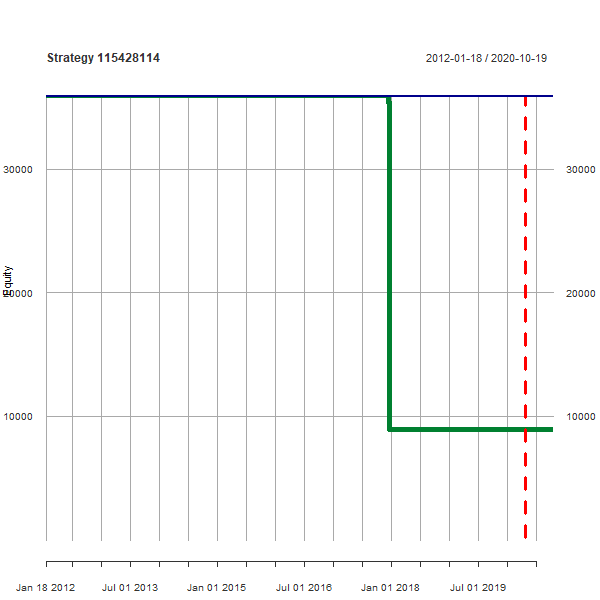 Strategy 115428114 2012-01-18 / 2020-10-19
30000 30000
Equity
20000 20000
10000 10000
Jan 18 2012 Jul 01 2013 Jan 01 2015 Jul 01 2016 Jan 01 2018 Jul 01 2019